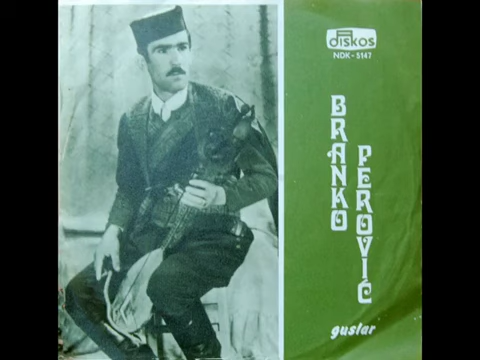 diskos
NDK-5147
BRANKO
PEROVIĆ
guslar